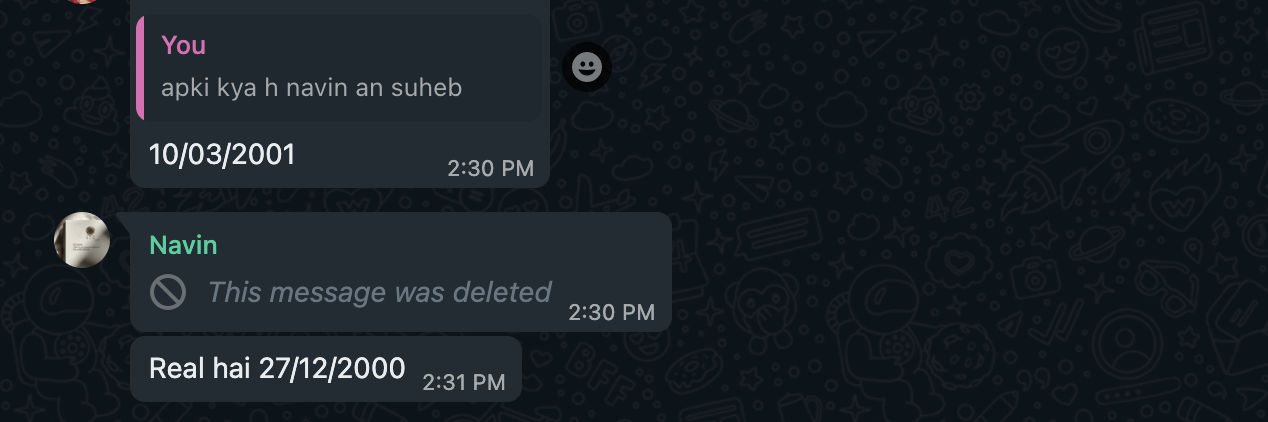 You
apki kya h navin an suheb
10/03/2001
2:30 PM
Navin
This message was deleted
2:30 PM
Real hai 27/12/2000
2:31 PM